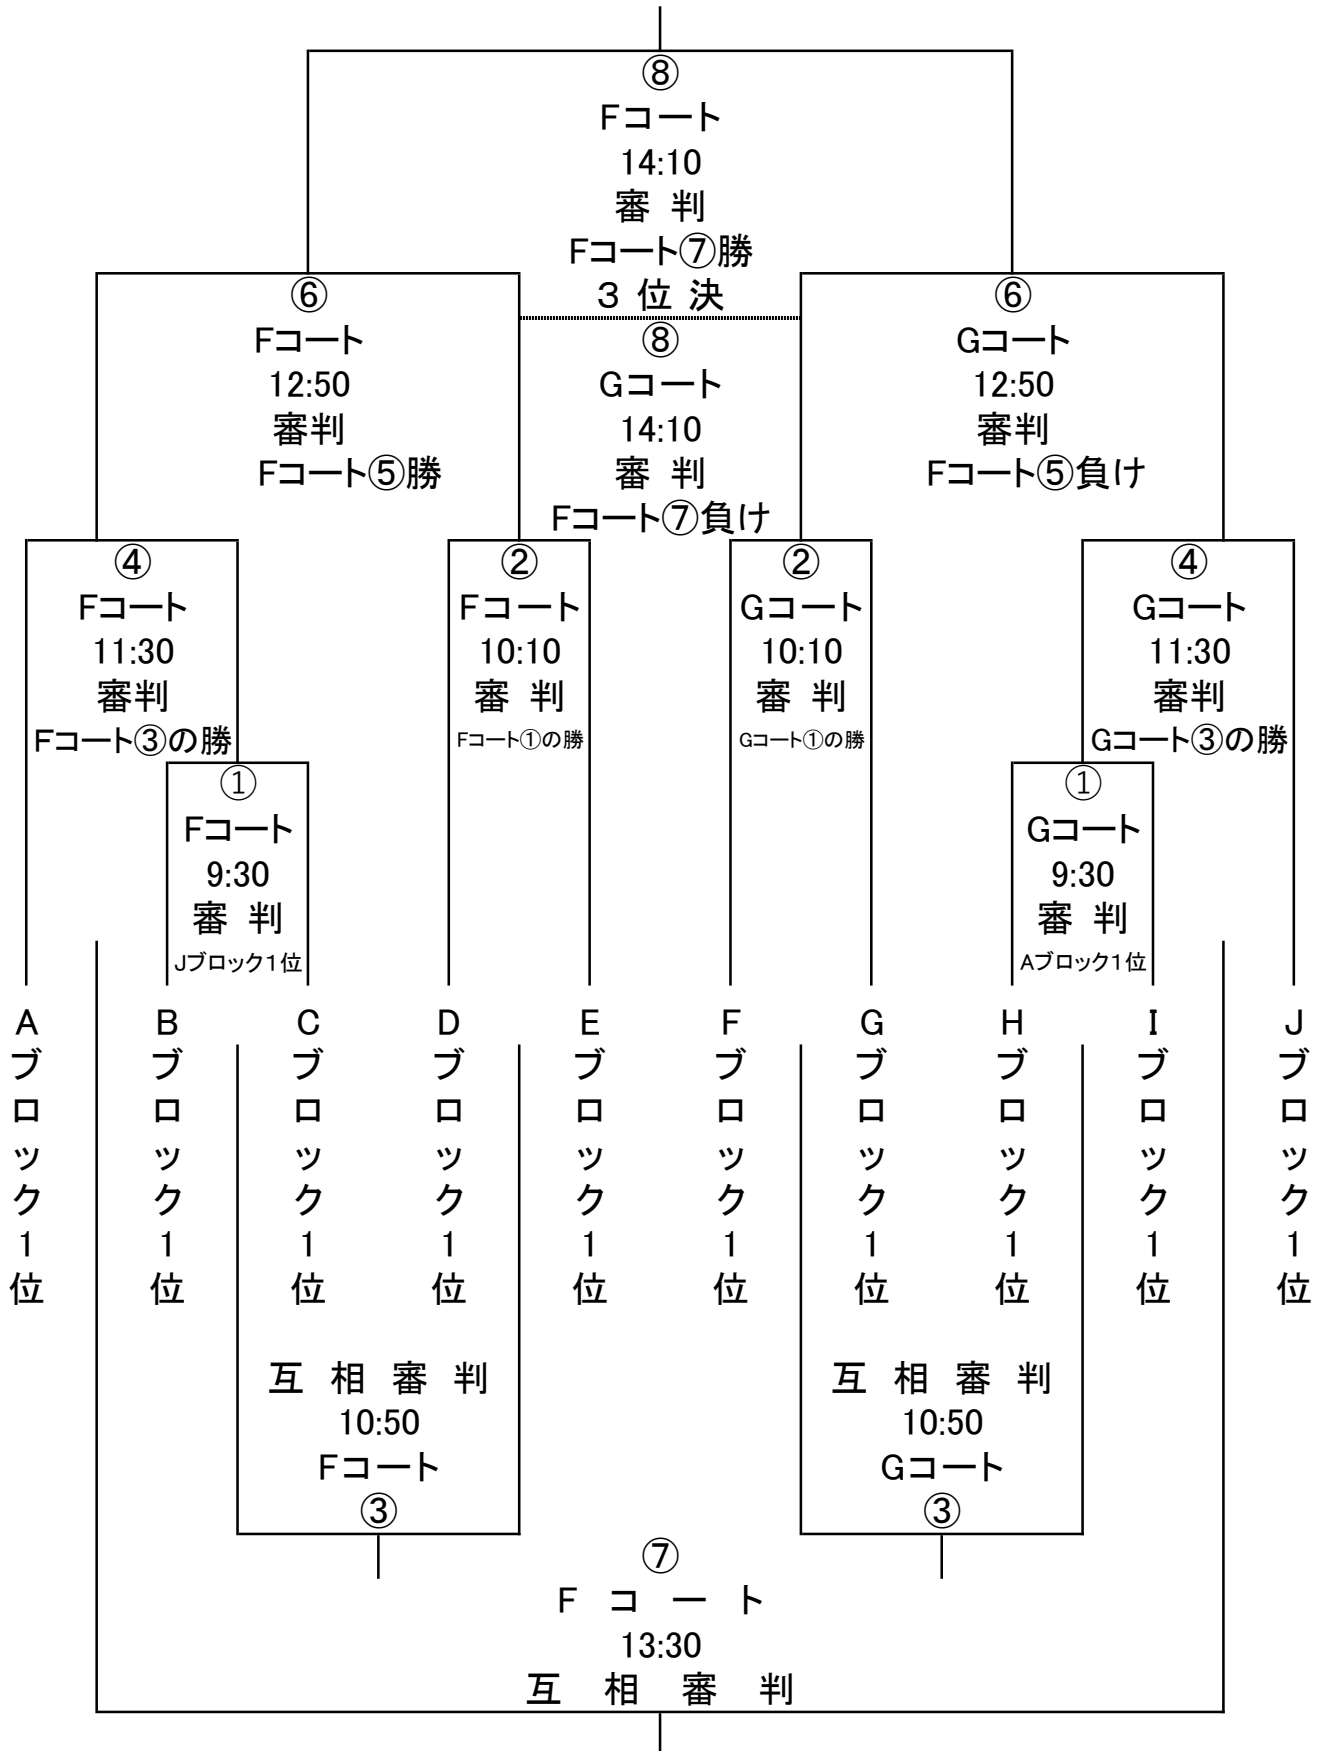 ⑧
Fコート
14:10
審 判
Fコート⑦勝
3 位 決
⑧
Gコート
14:10
審 判
Fコート⑦負け
⑥
Fコート
12:50
審判
Fコート⑤勝
⑥
Gコート
12:50
審判
Fコート⑤負け
④
Fコート
11:30
審判
Fコート③の勝
②
Fコート
10:10
審 判
Fコート①の勝
②
Gコート
10:10
審 判
Gコート①の勝
④
Gコート
11:30
審判
Gコート③の勝
①
Fコート
9:30
審 判
Jブロック1位
①
Gコート
9:30
審 判
Aブロック1位
Aブロック1位
Bブロック1位
Cブロック1位
Dブロック1位
Eブロック1位
Fブロック1位
Gブロック1位
Hブロック1位
Iブロック1位
Jブロック1位
互 相 審 判
10:50
Fコート
③
互 相 審 判
10:50
Gコート
③
⑦
F コ ー ト
13:30
互 相 審 判